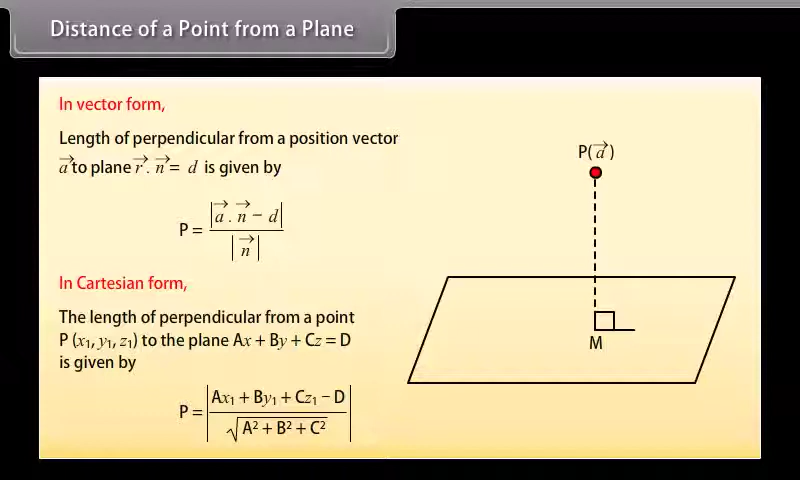 Distance of a Point from a Plane
In vector form,
Length of perpendicular from a position vector
a⃗ to plane r⃗ . n⃗ = d is given by
P = |a⃗ . n⃗ − d| / |n⃗|
In Cartesian form,
The length of perpendicular from a point
P (x₁, y₁, z₁) to the plane Ax + By + Cz = D
is given by
P = |(Ax₁ + By₁ + Cz₁ − D) / √(A² + B² + C²)|
P(a⃗)
M